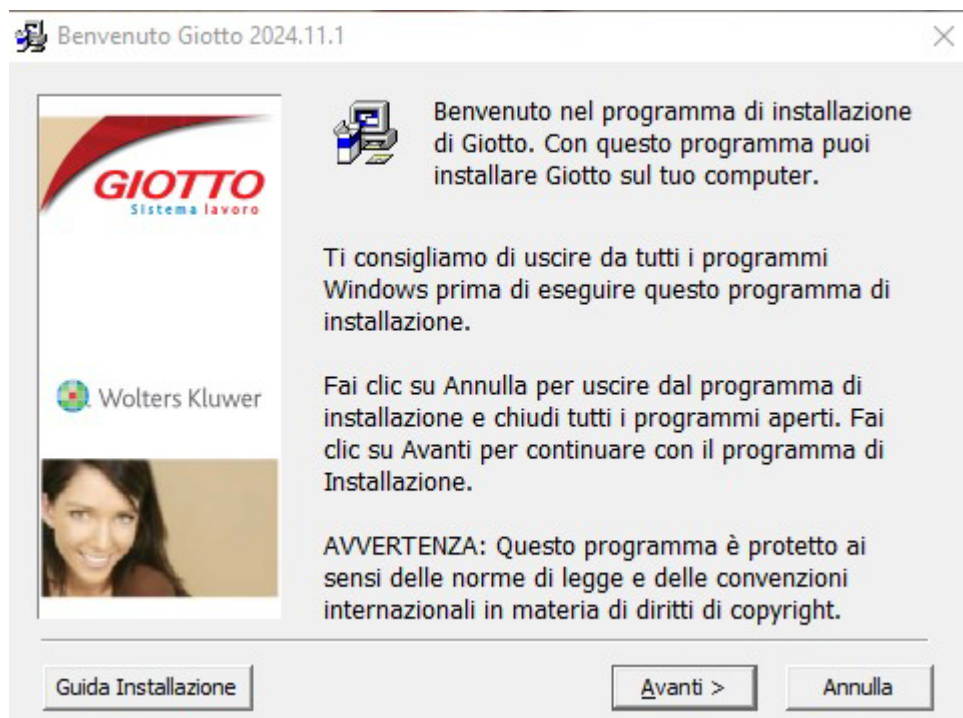 Benvenuto Giotto 2024.11.1
GIOTTO
Sistema lavoro
Wolters Kluwer
Benvenuto nel programma di installazione
di Giotto. Con questo programma puoi
installare Giotto sul tuo computer.
Ti consigliamo di uscire da tutti i programmi
Windows prima di eseguire questo programma di
installazione.
Fai clic su Annulla per uscire dal programma di
installazione e chiudi tutti i programmi aperti. Fai
clic su Avanti per continuare con il programma di
Installazione.
AVVERTENZA: Questo programma è protetto ai
sensi delle norme di legge e delle convenzioni
internazionali in materia di diritti di copyright.
Guida Installazione
Avanti >
Annulla